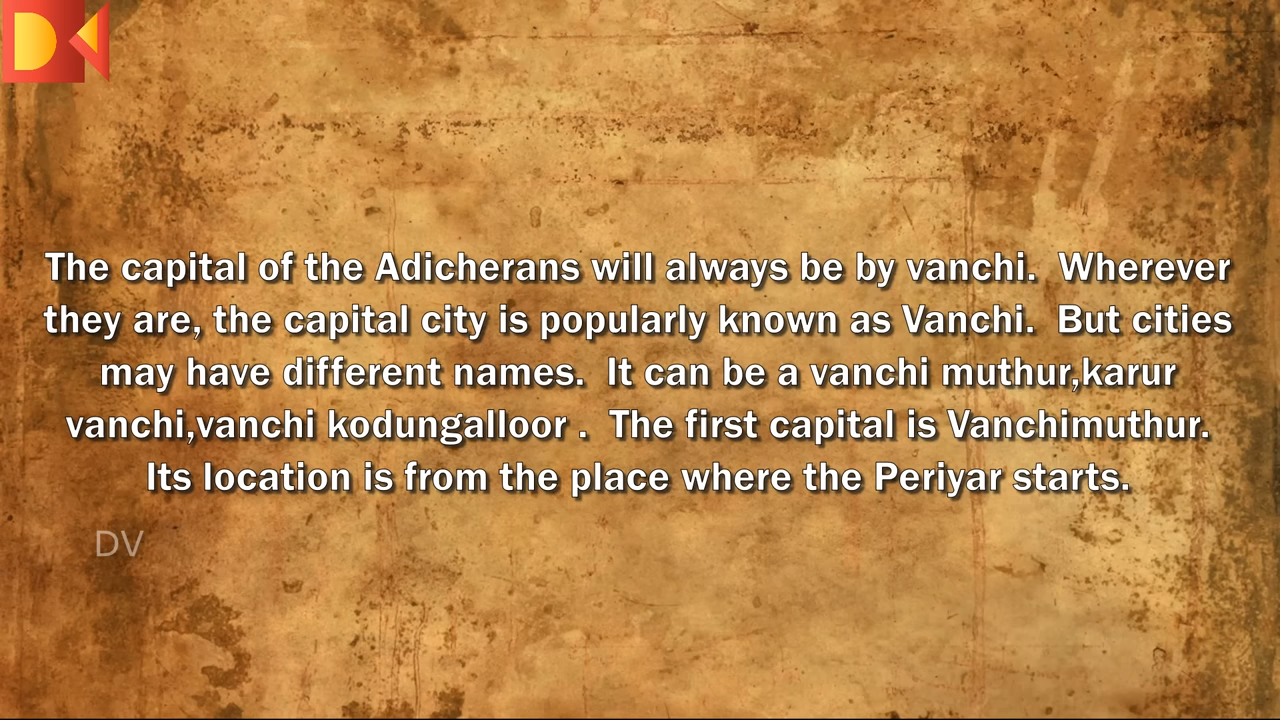 The capital of the Adicherans will always be by vanchi.  Wherever
they are, the capital city is popularly known as Vanchi.  But cities
may have different names.  It can be a vanchi muthur,karur
vanchi,vanchi kodungalloor .  The first capital is Vanchimuthur.
Its location is from the place where the Periyar starts.
DV